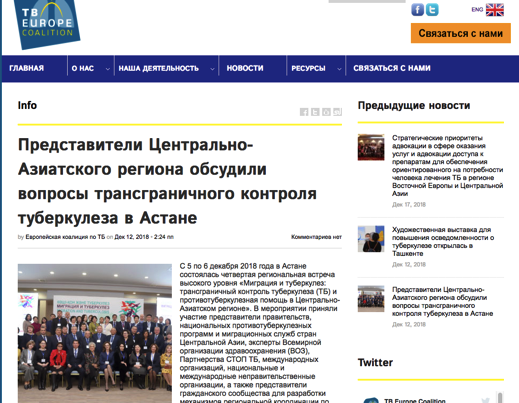 TB
EUROPE
COALITION
ENG
Связаться с нами
ГЛАВНАЯ
О НАС
НАША ДЕЯТЕЛЬНОСТЬ
НОВОСТИ
РЕСУРСЫ
СВЯЗАТЬСЯ С НАМИ
Info
Представители Центрально-
Азиатского региона обсудили
вопросы трансграничного контроля
туберкулеза в Астане
by Европейская коалиция по ТБ on Дек 12, 2018 - 2:24 пп
Комментариев нет
МИГРАЦИЯ И ТУБЕРКУЛЕЗ:
С 5 по 6 декабря 2018 года в Астане
состоялась четвертая региональная встреча
высокого уровня «Миграция и туберкулез:
трансграничный контроль туберкулеза (ТБ) и
противотуберкулезная помощь в Центрально-
Азиатском регионе». В мероприятии приняли
участие представители правительств,
национальных противотуберкулезных
программ и миграционных служб стран
Центральной Азии, эксперты Всемирной
организации здравоохранения (ВОЗ),
Партнерства СТОП ТБ, международных
организаций, национальные и
международные неправительственные
организации, а также представители
гражданского сообщества для разработки
механизмов региональной координации по
Предыдущие новости
Стратегические приоритеты
адвокации в сфере оказания
услуг и адвокации доступа к
препаратам для обеспечения
ориентированного на потребности
человека лечения ТБ в регионе
Восточной Европы и Центральной
Азии
Дек 17, 2018
Художественная выставка для
повышения осведомленности о
туберкулезе открылась в
Ташкенте
Дек 12, 2018
Представители Центрально-
Азиатского региона обсудили
вопросы трансграничного
контроля туберкулеза в Астане
Дек 12, 2018
Twitter
TB Europe Coalition